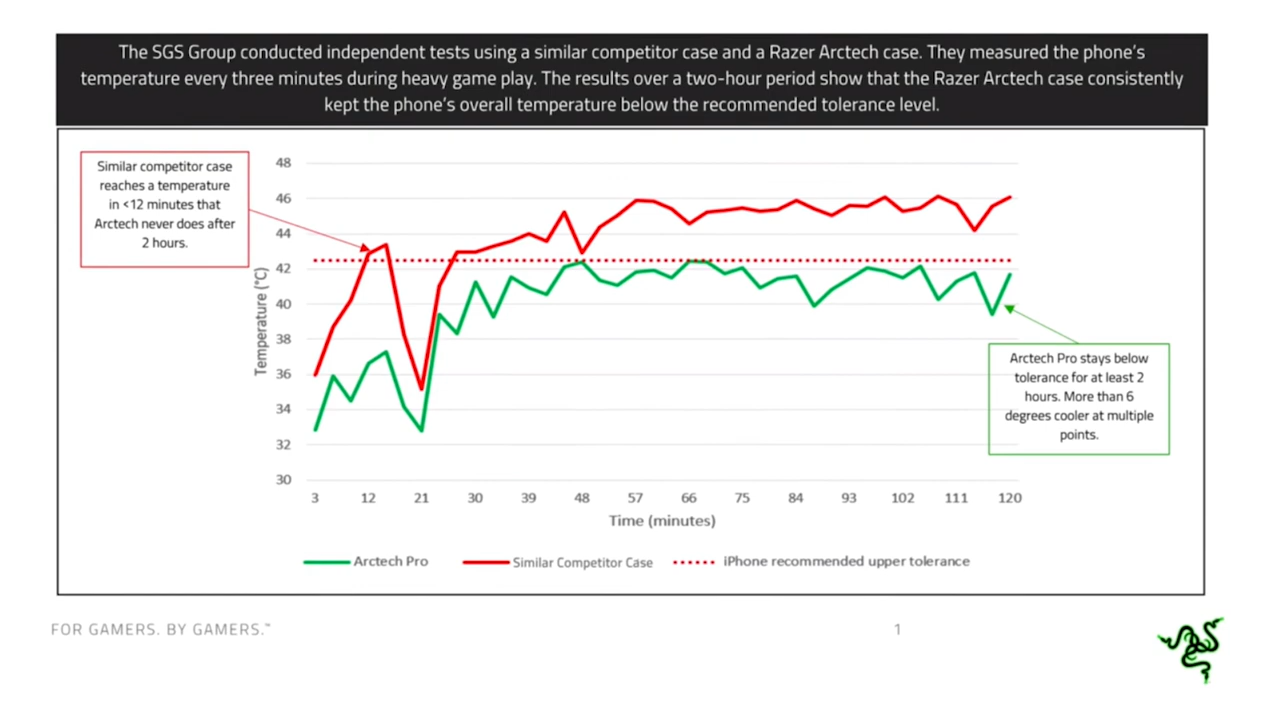 The SGS Group conducted independent tests using a similar competitor case and a Razer Arctech case. They measured the phone's
temperature every three minutes during heavy game play. The results over a two-hour period show that the Razer Arctech case consistently
kept the phone's overall temperature below the recommended tolerance level.
Similar competitor case
reaches a temperature
in <12 minutes that
Arctech never does after
2 hours.
48
46
44
42
40
38
36
34
32
30
Temperature (°C)
3 12 21 30 39 48 57 66 75 84 93 102 111 120
Time (minutes)
Arctech Pro stays below
tolerance for at least 2
hours. More than 6
degrees cooler at multiple
points.
Arctech Pro Similar Competitor Case iPhone recommended upper tolerance
FOR GAMERS. BY GAMERS.™ 1